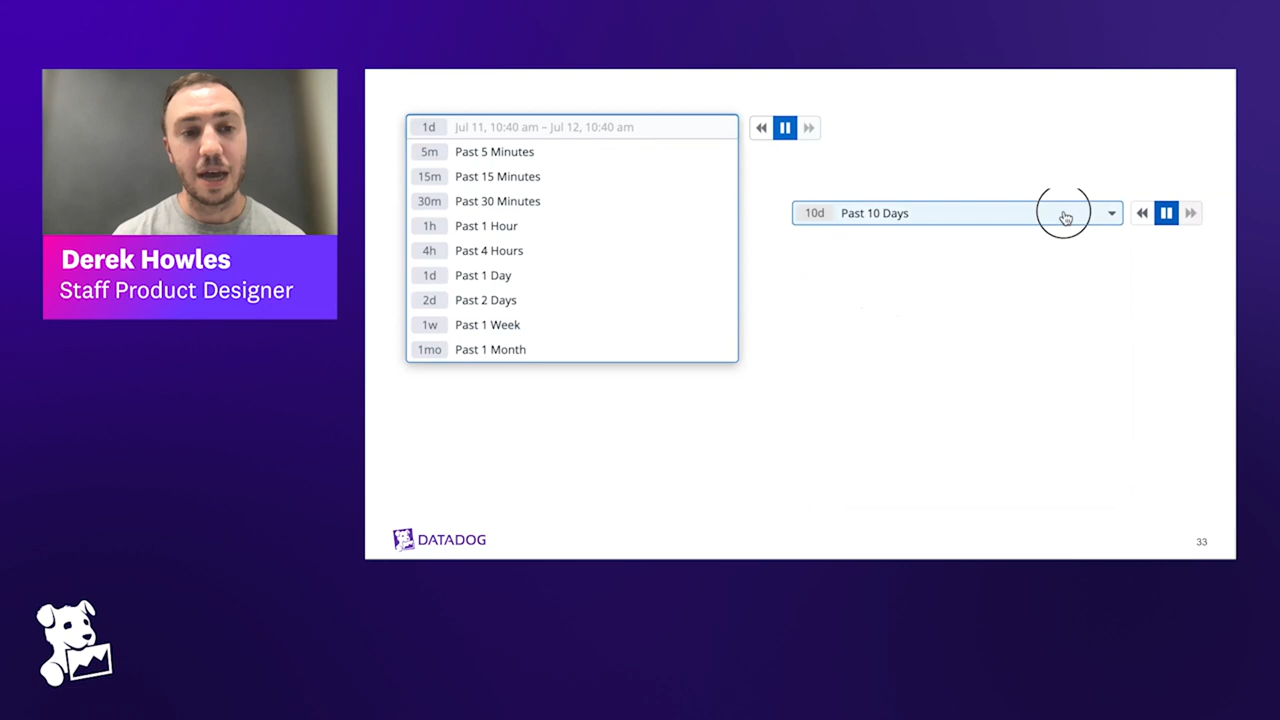 Derek Howles
Staff Product Designer
1d Jul 11, 10:40 am – Jul 12, 10:40 am
5m Past 5 Minutes
15m Past 15 Minutes
30m Past 30 Minutes
1h Past 1 Hour
4h Past 4 Hours
1d Past 1 Day
2d Past 2 Days
1w Past 1 Week
1mo Past 1 Month
10d Past 10 Days
DATADOG
33